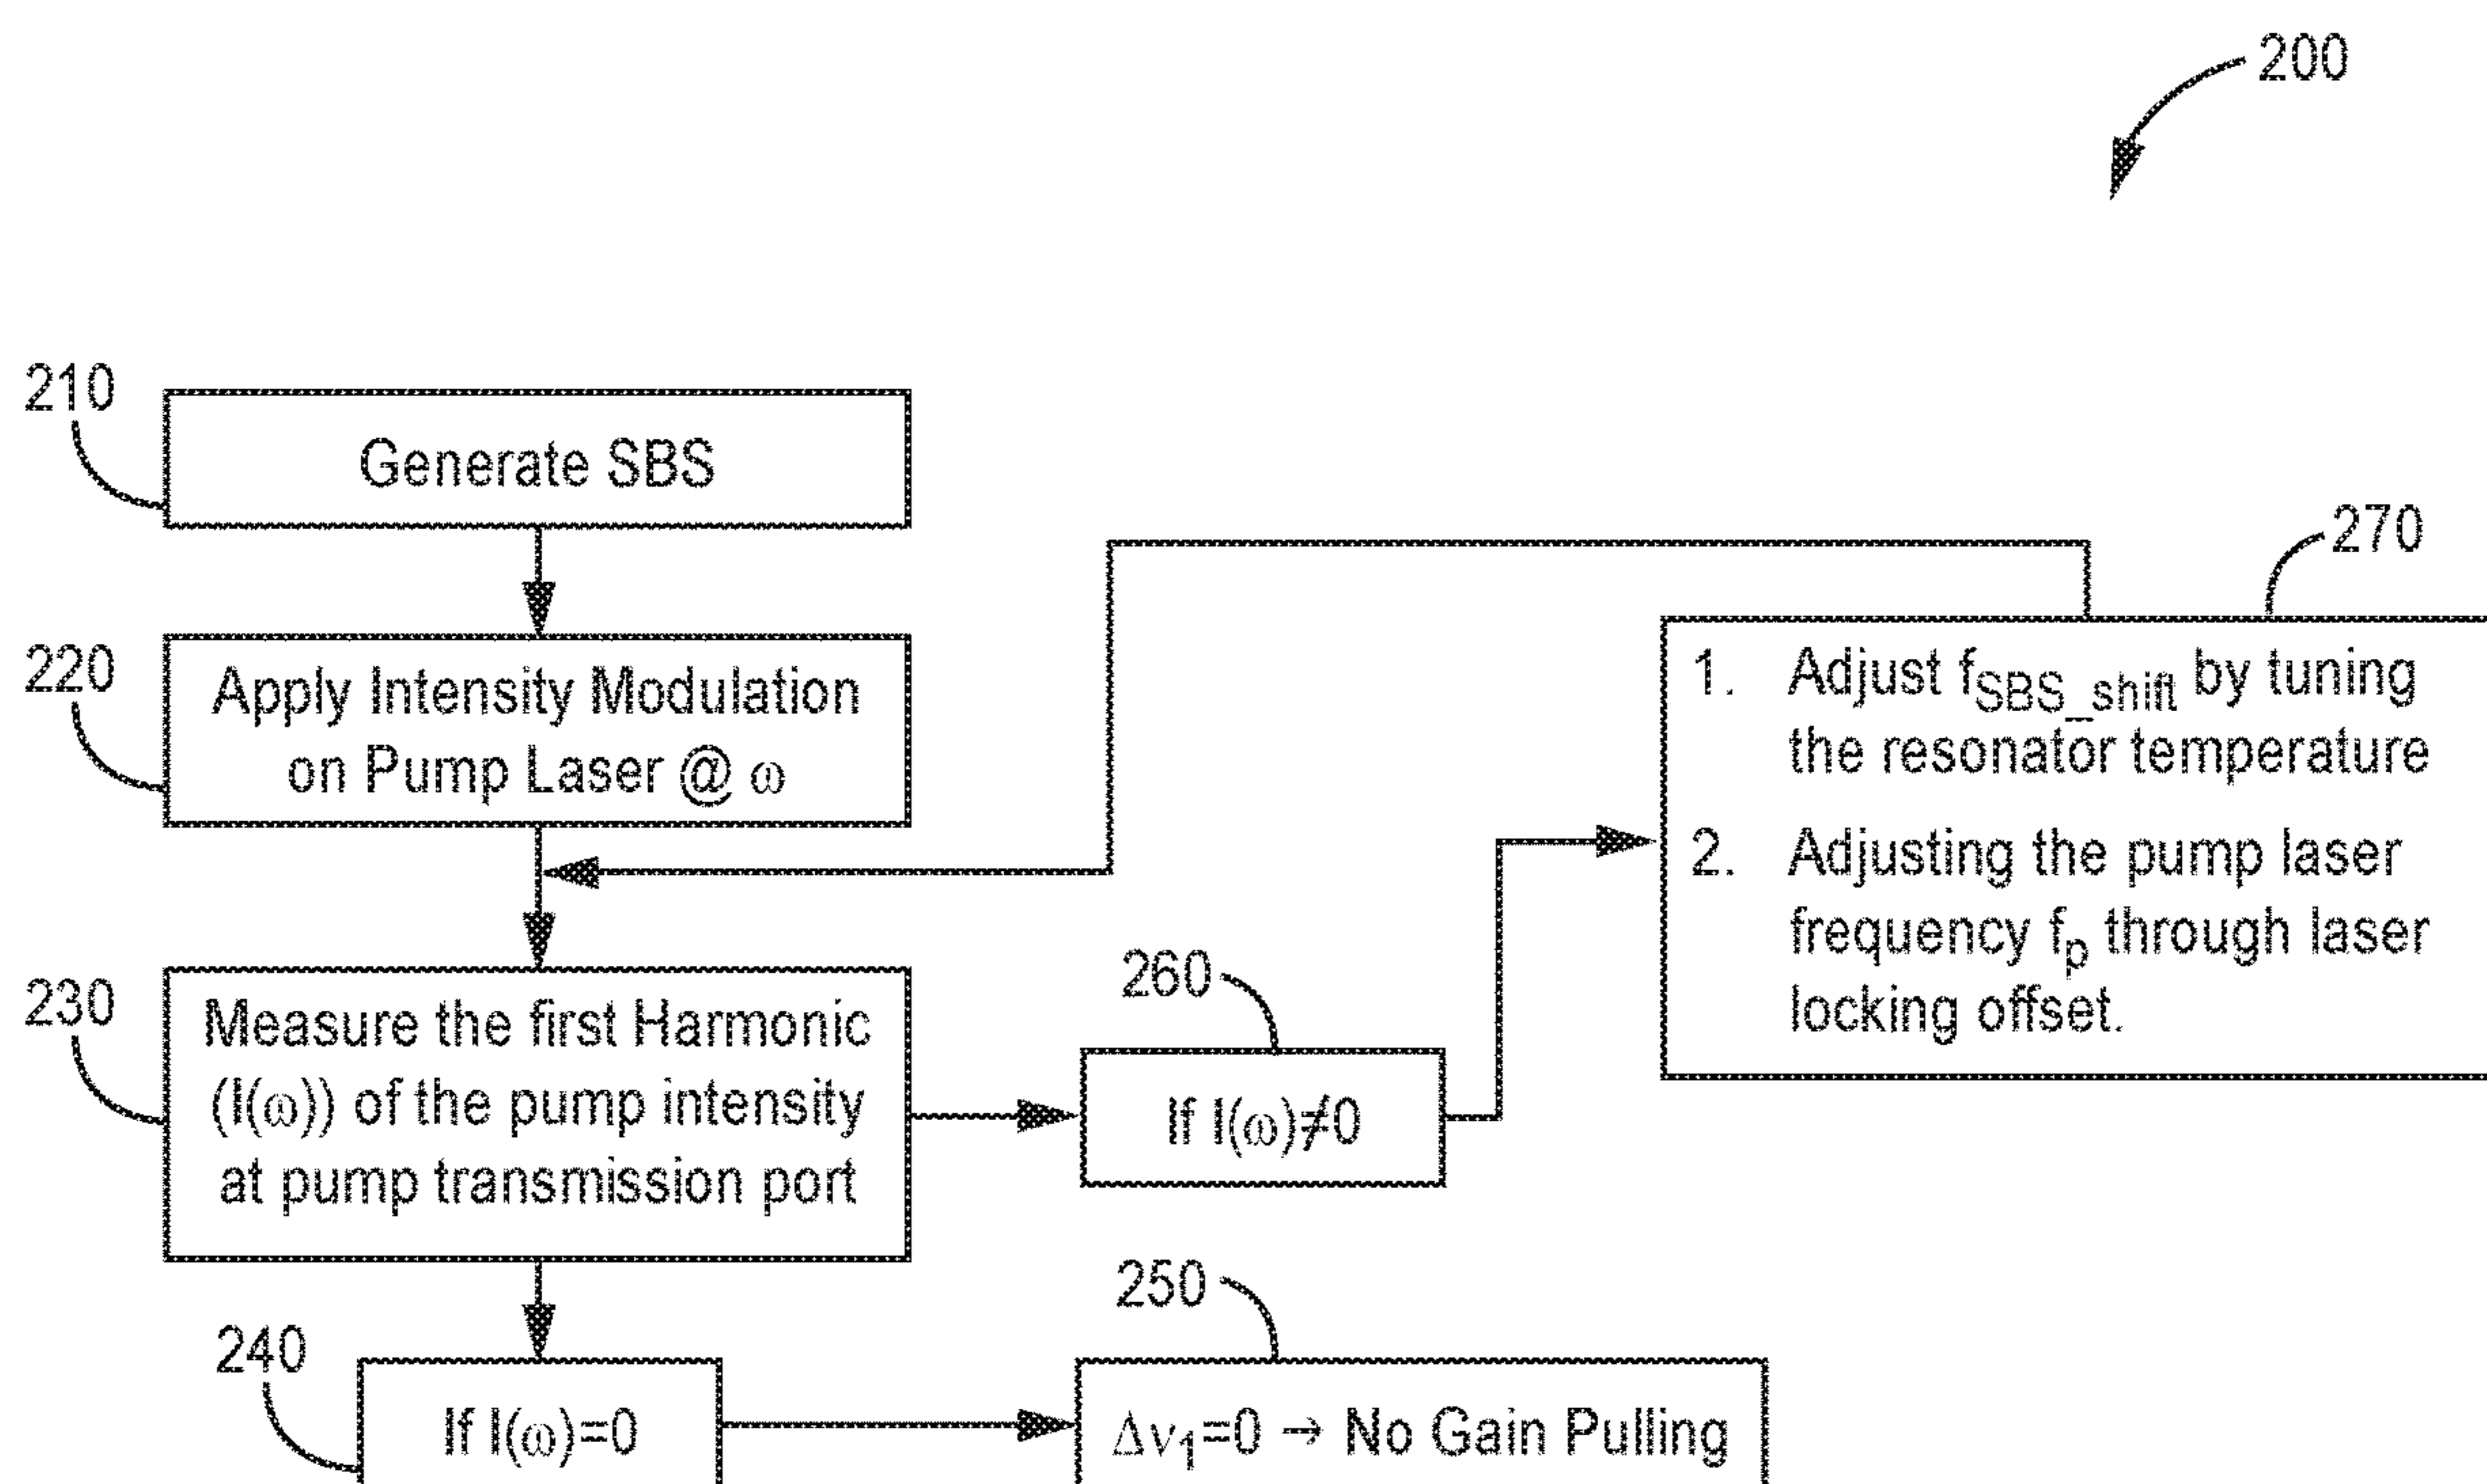 200
210
Generate SBS
220
Apply Intensity Modulation
on Pump Laser @ ω
270
1. Adjust fSBS_shift by tuning
the resonator temperature
2. Adjusting the pump laser
frequency fp through laser
locking offset.
230
Measure the first Harmonic
(I(ω)) of the pump intensity
at pump transmission port
260
If I(ω)≠0
240
If I(ω)=0
250
Δν1=0 → No Gain Pulling